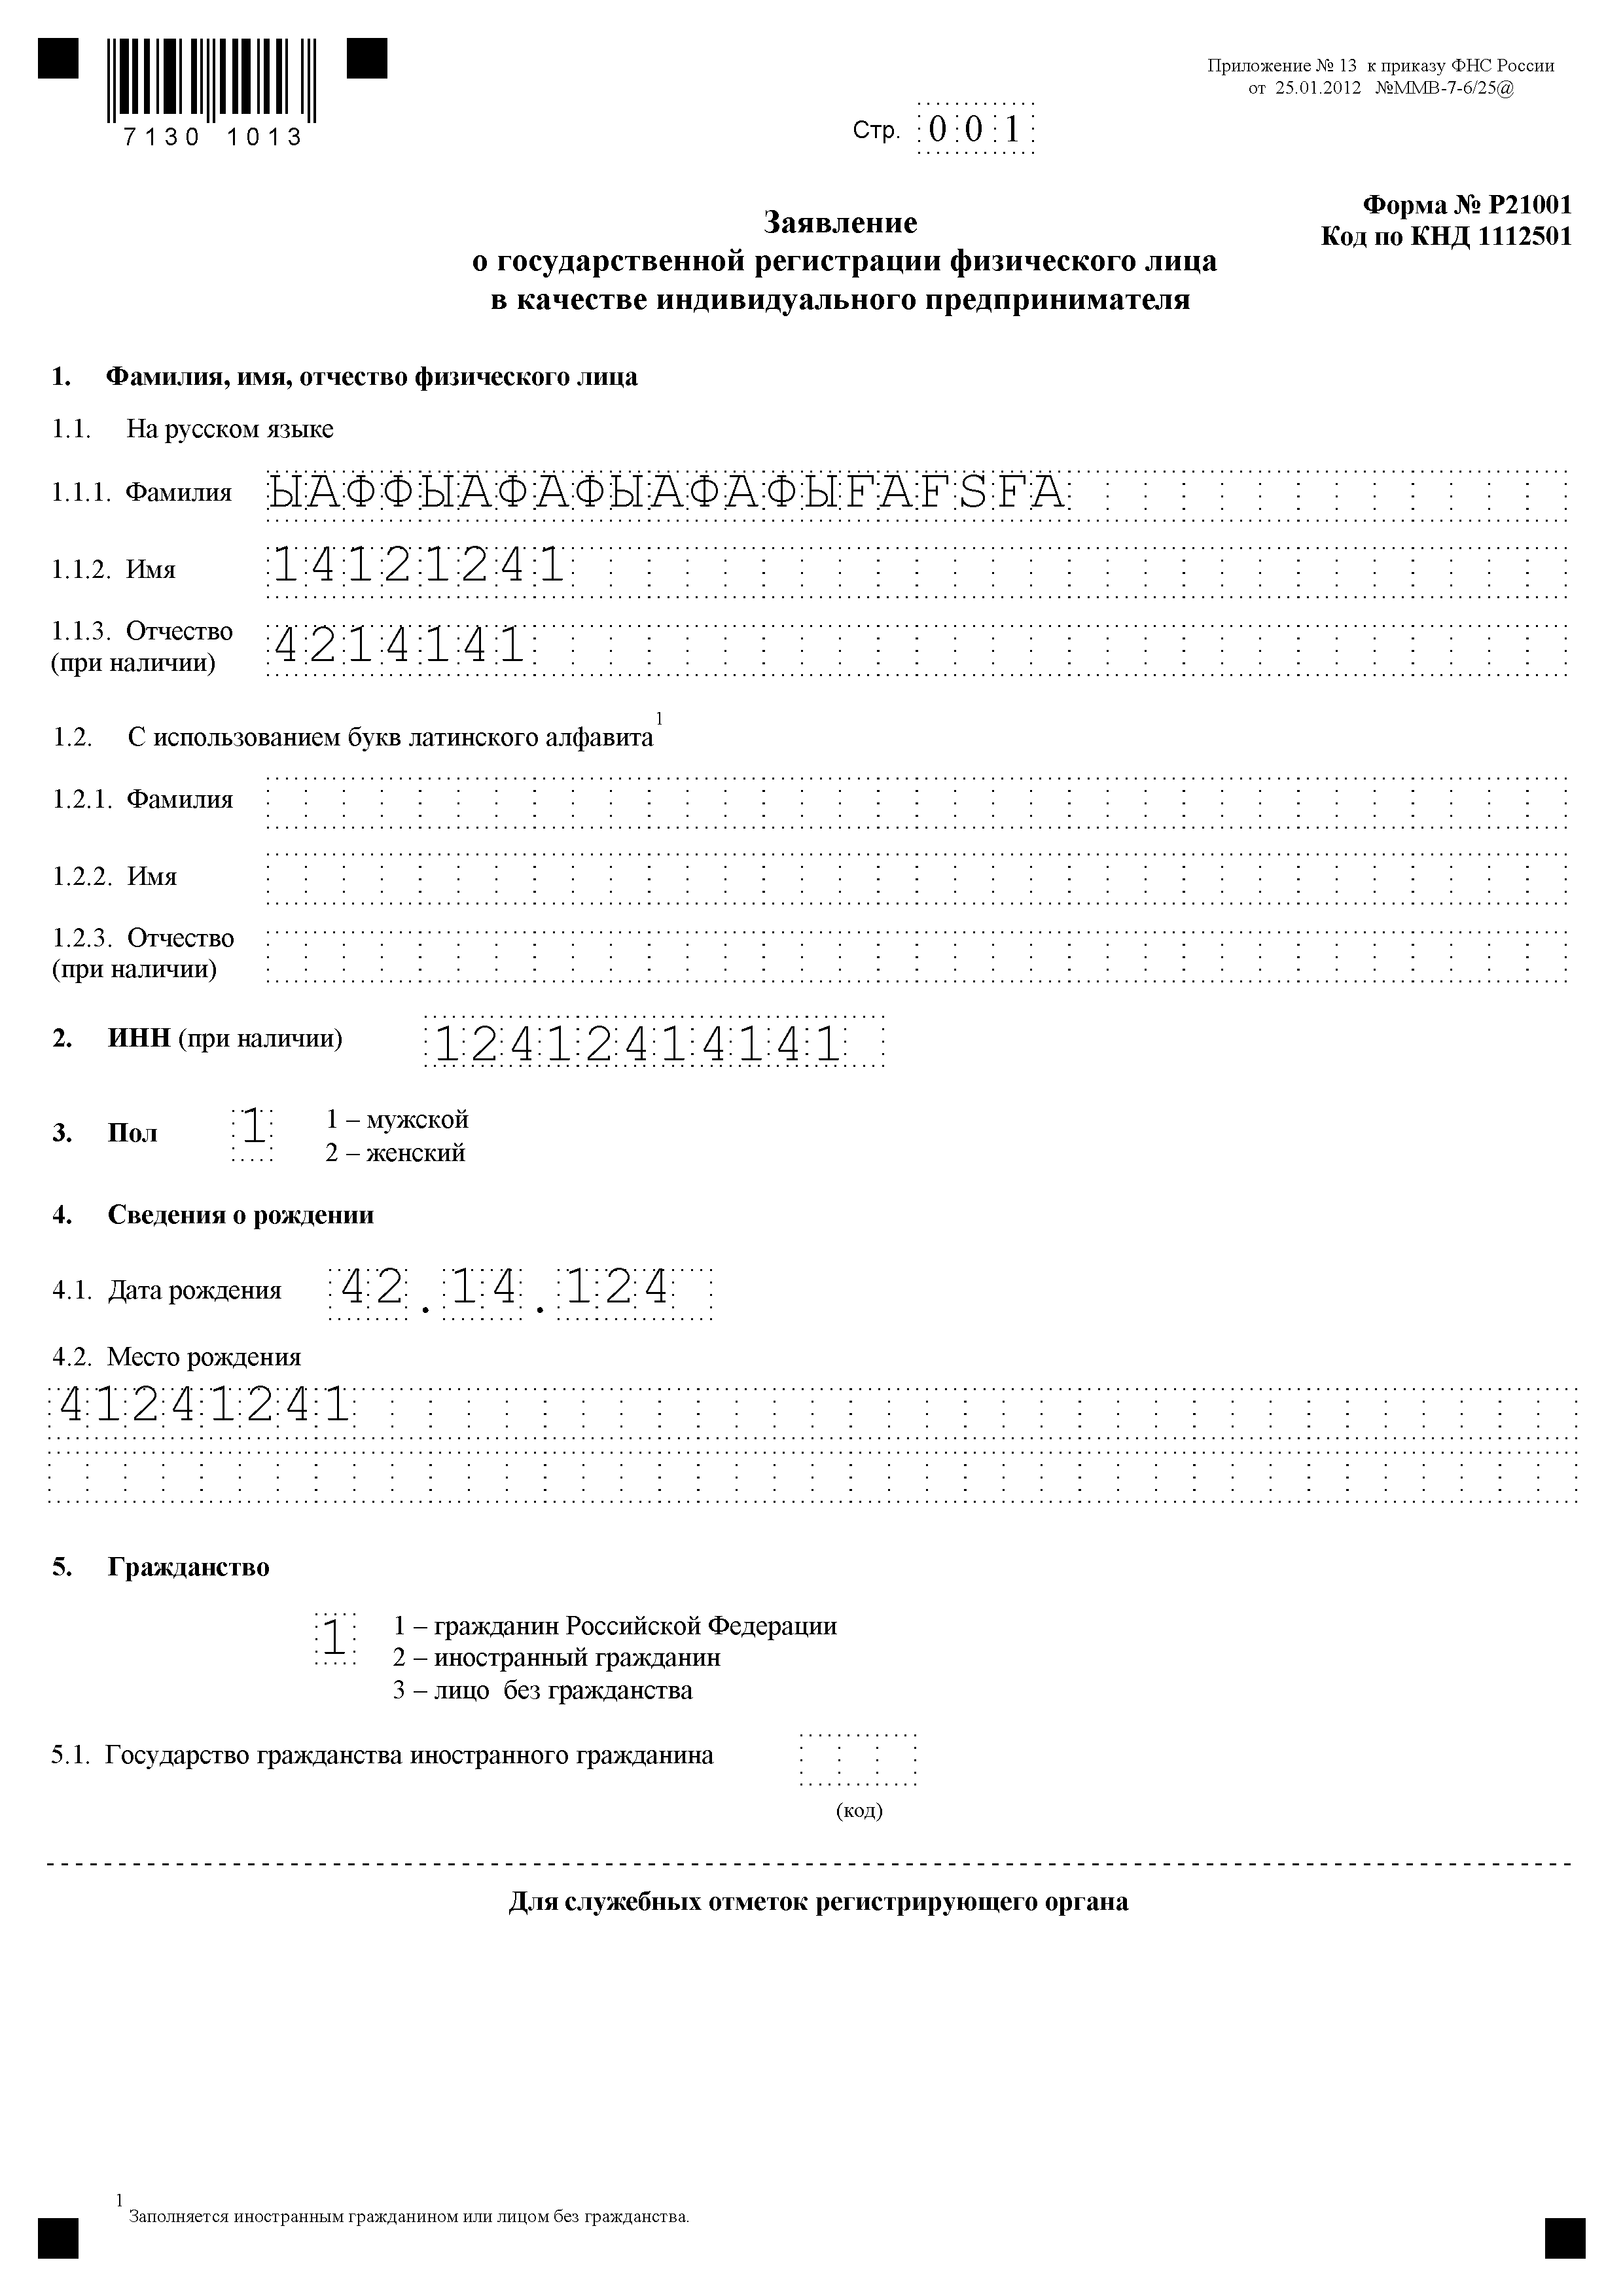 Приложение № 13 к приказу ФНС России
от 25.01.2012 №ММВ-7-6/25@
7130 1013
Стр. 001
Форма № Р21001
Код по КНД 1112501
Заявление
о государственной регистрации физического лица
в качестве индивидуального предпринимателя
1. Фамилия, имя, отчество физического лица
1.1. На русском языке
1.1.1. Фамилия ЫАФФЫАФАФЫАФАФЫFAFSFA
1.1.2. Имя 14121241
1.1.3. Отчество
(при наличии) 4214141
1.2. С использованием букв латинского алфавита 1
1.2.1. Фамилия
1.2.2. Имя
1.2.3. Отчество
(при наличии)
2. ИНН (при наличии) 12412414141
3. Пол 1 1 – мужской
2 – женский
4. Сведения о рождении
4.1. Дата рождения 42.14.124
4.2. Место рождения
41241241
5. Гражданство
1 1 – гражданин Российской Федерации
2 – иностранный гражданин
3 – лицо без гражданства
5.1. Государство гражданства иностранного гражданина
(код)
Для служебных отметок регистрирующего органа
1 Заполняется иностранным гражданином или лицом без гражданства.